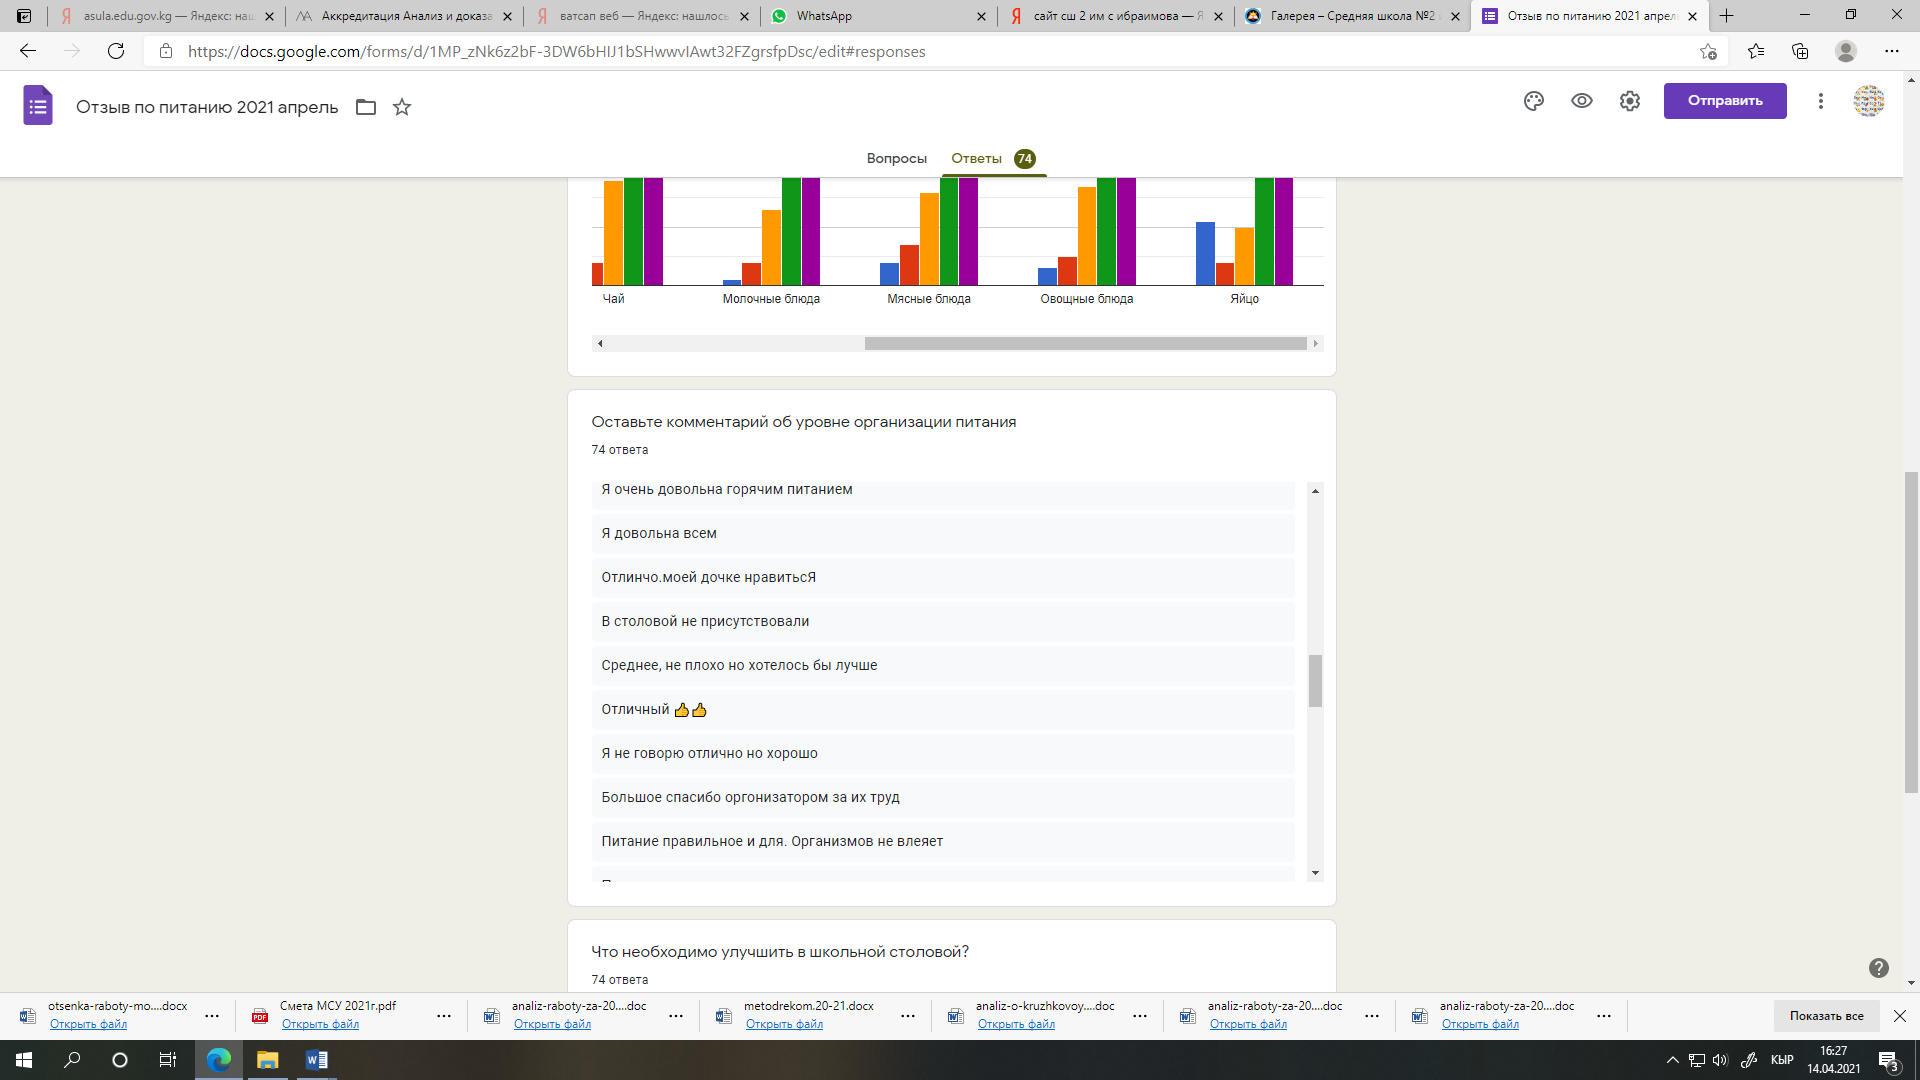 asula.edu.gov.kg — Яндекс: наш
Аккредитация Анализ и доказа
ватсап веб — Яндекс: нашлось
WhatsApp
сайт сш 2 им с ибраимова — Я
Галерея – Средняя школа №2 и
Отзыв по питанию 2021 апрель
https://docs.google.com/forms/d/1MP_zNk6z2bF-3DW6bHIJ1bSHwwvIAwt32FZgrsfpDsc/edit#responses
Отзыв по питанию 2021 апрель
Отправить
Вопросы
Ответы 74
Чай
Молочные блюда
Мясные блюда
Овощные блюда
Яйцо
Оставьте комментарий об уровне организации питания
74 ответа
Я очень довольна горячим питанием
Я довольна всем
Отлинчо.моей дочке нравитьсЯ
В столовой не присутствовали
Среднее, не плохо но хотелось бы лучше
Отличный 👍👍
Я не говорю отлично но хорошо
Большое спасибо оргонизатором за их труд
Питание правильное и для. Организмов не влеяет
Что необходимо улучшить в школьной столовой?
74 ответа
otsenka-raboty-mo....docx
Открыть файл
Смета МСУ 2021г.pdf
Открыть файл
analiz-raboty-za-20....doc
Открыть файл
metodrekom.20-21.docx
Открыть файл
analiz-o-kruzhkovoy....doc
Открыть файл
analiz-raboty-za-20....doc
Открыть файл
analiz-raboty-za-20....doc
Открыть файл
Показать все
КЫР
16:27
14.04.2021
3